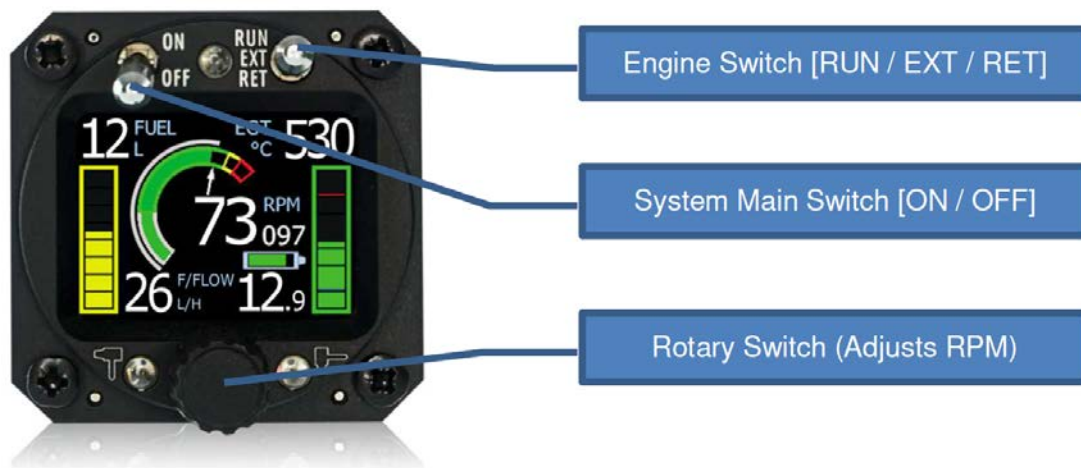 ON
OFF
RUN
EXT
RET
Engine Switch [RUN / EXT / RET]
12 FUEL L
EGT °C 530
System Main Switch [ON / OFF]
73 RPM
097
26 F/FLOW L/H
12.9
Rotary Switch (Adjusts RPM)